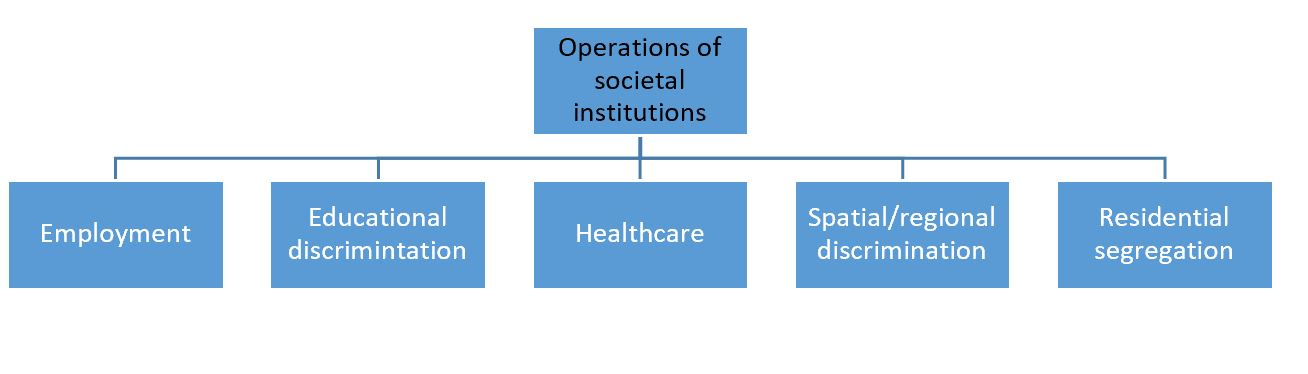 Operations of
societal
institutions
Employment
Educational
discrimintation
Healthcare
Spatial/regional
discrimination
Residential
segregation